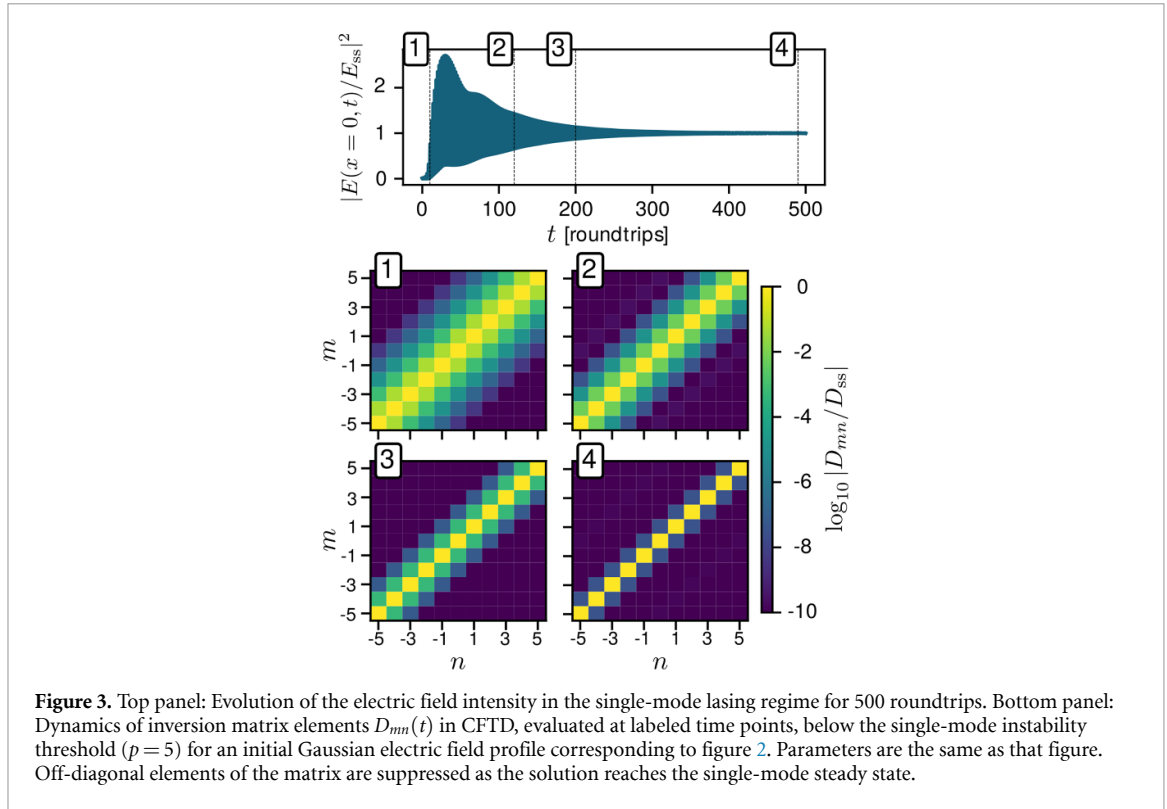 1 2 3 4
|E(x = 0, t)/E_ss|²
2
1
0
0 100 200 300 400 500
t [roundtrips]
1 2
5
3
1
-1
-3
-5
m
3 4
5
3
1
-1
-3
-5
m
-5 -3 -1 1 3 5 -5 -3 -1 1 3 5
n n
0
-2
-4
-6
-8
-10
log₁₀ |D_mn/D_ss|
Figure 3. Top panel: Evolution of the electric field intensity in the single-mode lasing regime for 500 roundtrips. Bottom panel:
Dynamics of inversion matrix elements D_mn(t) in CFTD, evaluated at labeled time points, below the single-mode instability
threshold (p = 5) for an initial Gaussian electric field profile corresponding to figure 2. Parameters are the same as that figure.
Off-diagonal elements of the matrix are suppressed as the solution reaches the single-mode steady state.